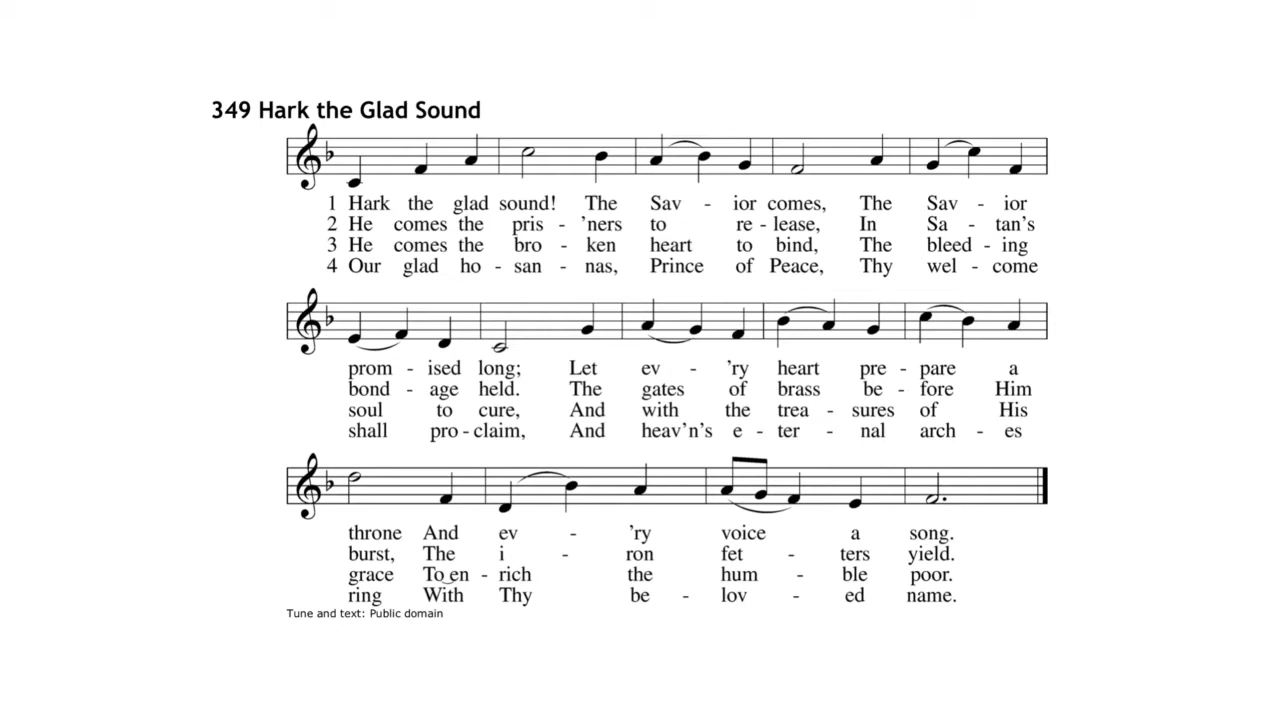 349 Hark the Glad Sound
1 Hark the glad sound! The Sav - ior comes, The Sav - ior
2 He comes the pris - 'ners to re - lease, In Sa - tan's
3 He comes the bro - ken heart to bind, The bleed - ing
4 Our glad ho - san - nas, Prince of Peace, Thy wel - come
prom - ised long; Let ev - 'ry heart pre - pare a
bond - age held. The gates of brass be - fore Him
soul to cure, And with the trea - sures of His
shall pro - claim, And heav'n's e - ter - nal arch - es
throne And ev - 'ry voice a song.
burst, The i - ron fet - ters yield.
grace To en - rich the hum - ble poor.
ring With Thy be - lov - ed name.
Tune and text: Public domain